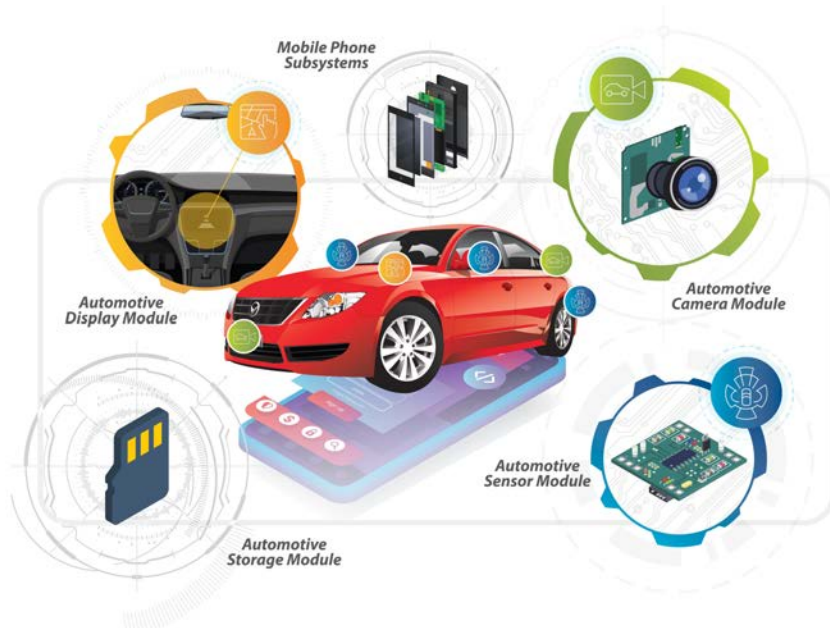 Mobile Phone
Subsystems
Automotive
Display Module
Automotive
Camera Module
Automotive
Sensor Module
Automotive
Storage Module